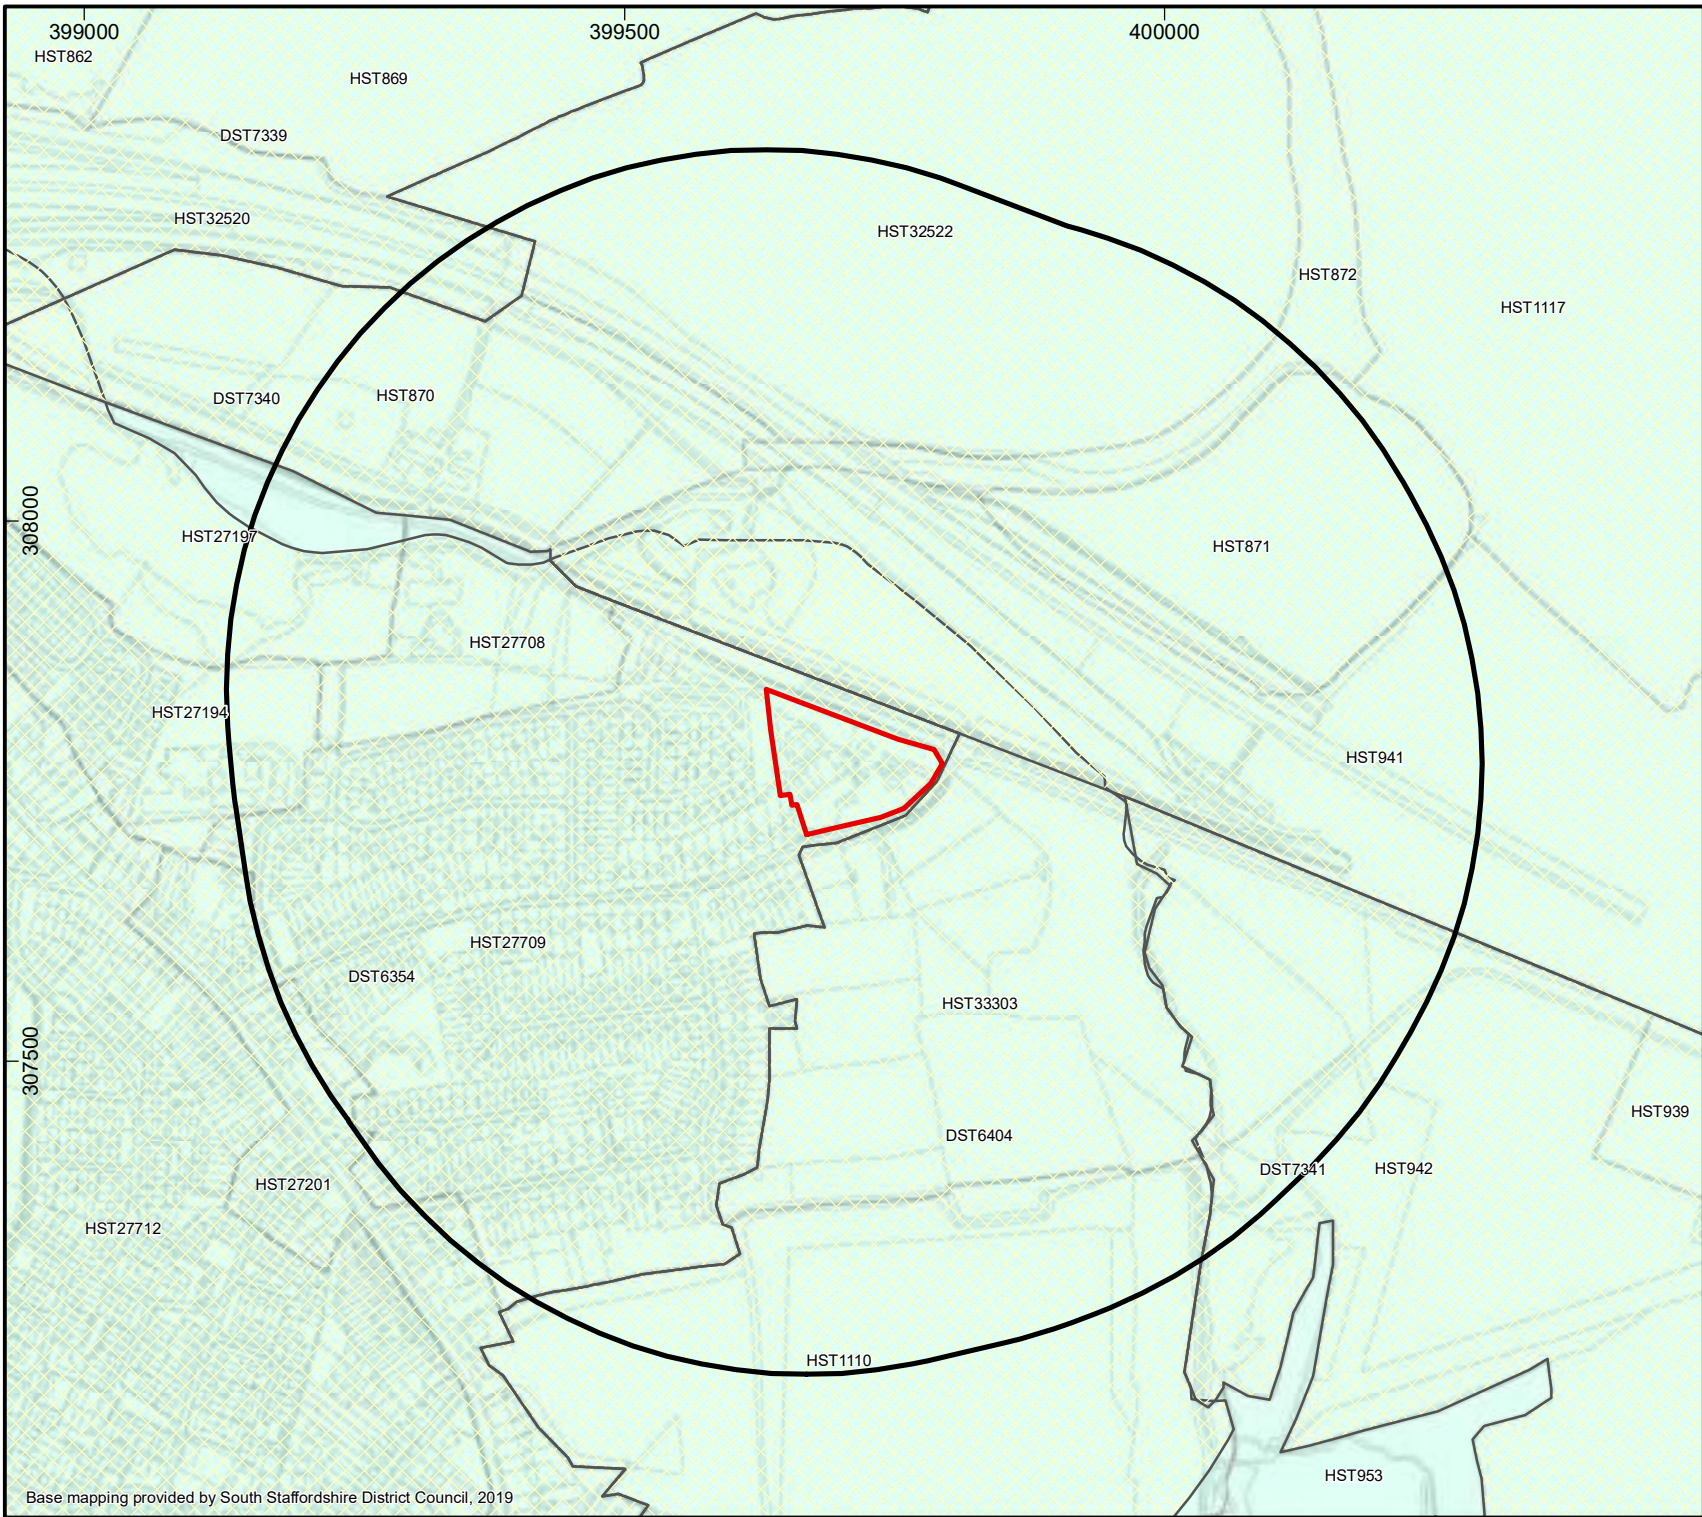 399000
399500
400000
HST862
HST869
DST7339
HST32520
HST32522
HST872
HST1117
DST7340
HST870
308000
HST27197
HST871
HST27708
HST27194
HST941
HST27709
DST6354
HST33303
307500
HST939
DST6404
DST7341
HST942
HST27201
HST27712
HST1110
HST953
Base mapping provided by South Staffordshire District Council, 2019